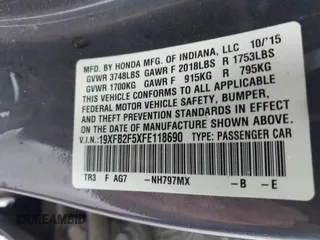 MFD. BY HONDA MFG. OF INDIANA, LLC 10/'15
GVWR 3748LBS GAWR F 2018LBS R 1753LBS
GVWR 1700KG GAWR F 915KG R 795KG
THIS VEHICLE CONFORMS TO ALL APPLICABLE
FEDERAL MOTOR VEHICLE SAFETY, BUMPER,
AND THEFT PREVENTION STANDARDS IN EFFECT
ON THE DATE OF MANUFACTURE SHOWN ABOVE.
V.I.N.: 19XFB2F5XFE118690 TYPE: PASSENGER CAR
TR3 F AG7 -NH797MX -B -E
CARFAMBID